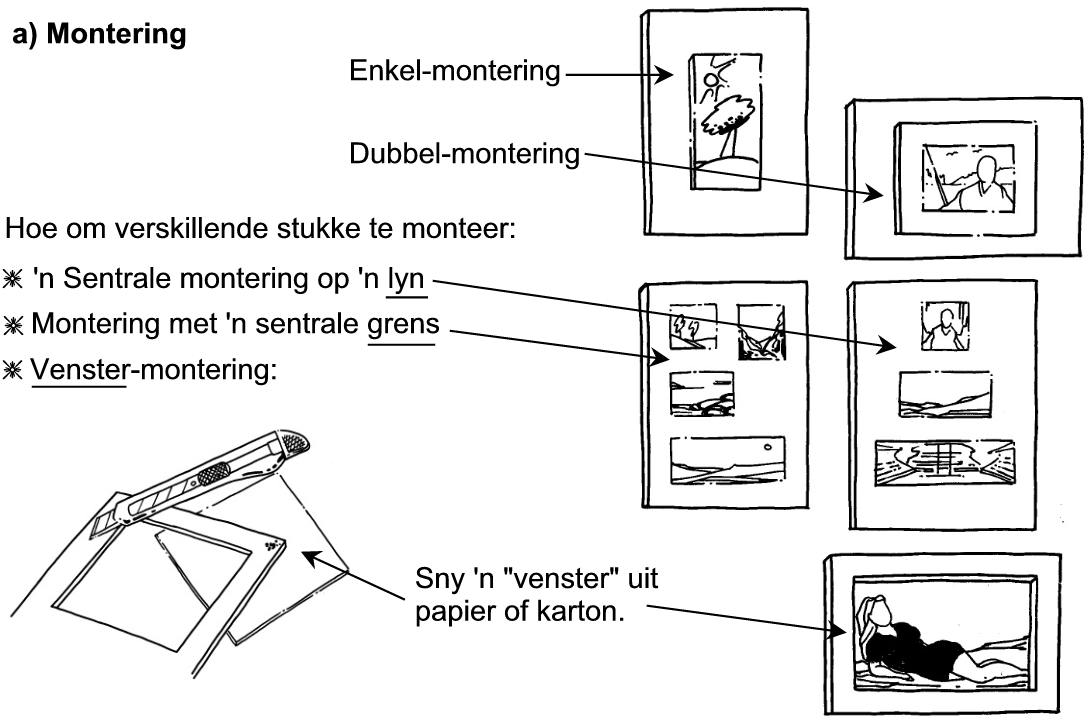 a) Montering
Enkel-montering
Dubbel-montering
Hoe om verskillende stukke te monteer:
⁕ 'n Sentrale montering op 'n lyn
⁕ Montering met 'n sentrale grens
⁕ Venster-montering:
Sny 'n "venster" uit
papier of karton.